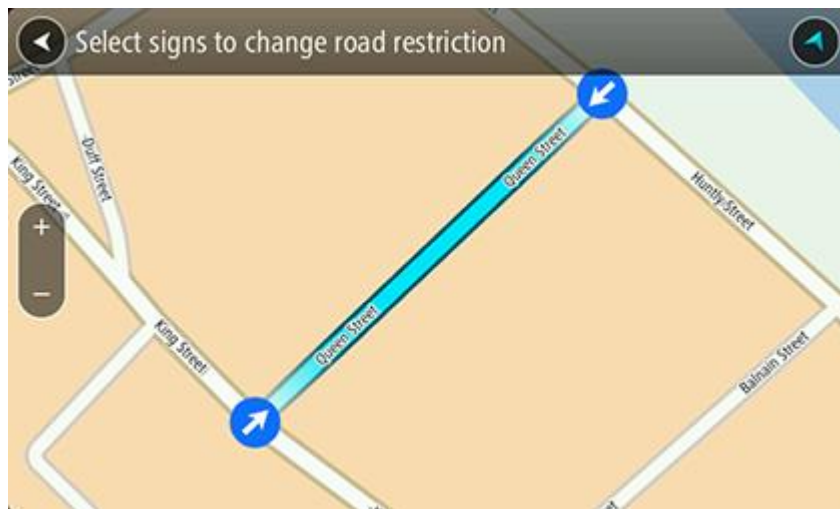 Select signs to change road restriction
Street
Duff Street
King Street
Queen Street
Huntly Street
+
−
Queen Street
King Street
Balnain Street